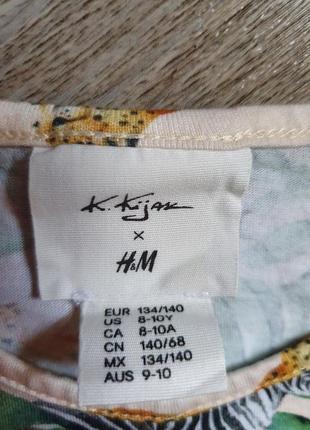 K. Kijak
×
H&M
EUR 134/140
US 8-10Y
CA 8-10A
CN 140/68
MX 134/140
AUS 9-10